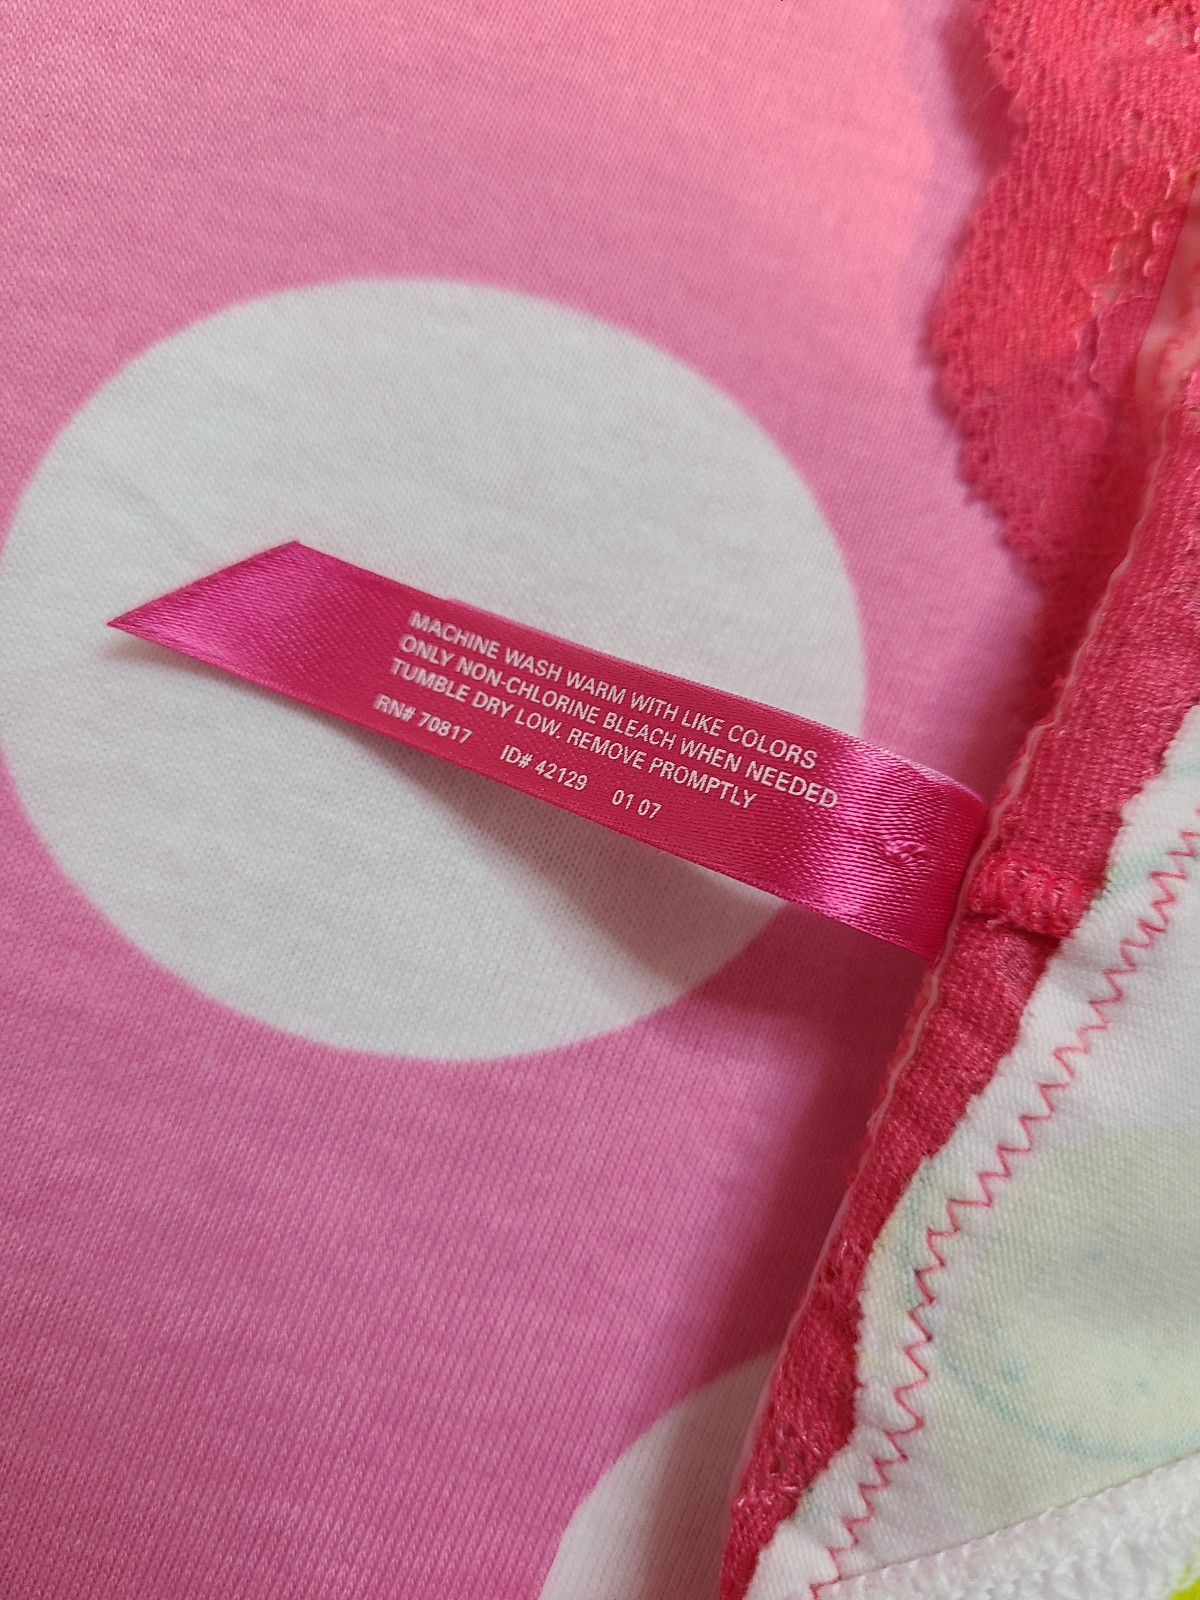 MACHINE WASH WARM WITH LIKE COLORS
ONLY NON-CHLORINE BLEACH WHEN NEEDED
TUMBLE DRY LOW. REMOVE PROMPTLY
RN# 70817 ID# 42129 01 07